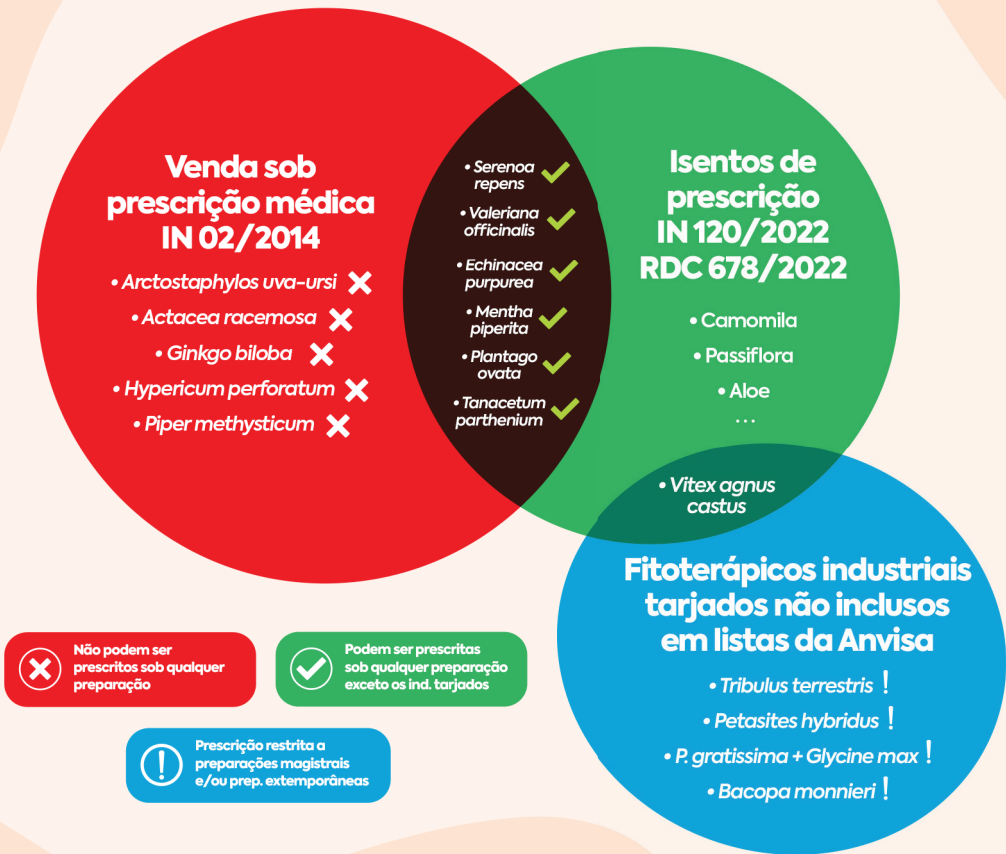 Venda sob
prescrição médica
IN 02/2014
• Arctostaphylos uva-ursi
• Actacea racemosa
• Ginkgo biloba
• Hypericum perforatum
• Piper methysticum
• Serenoa
repens
• Valeriana
officinalis
• Echinacea
purpurea
• Mentha
piperita
• Plantago
ovata
• Tanacetum
parthenium
Isentos de
prescrição
IN 120/2022
RDC 678/2022
• Camomila
• Passiflora
• Aloe
...
• Vitex agnus
castus
Fitoterápicos industriais
tarjados não inclusos
em listas da Anvisa
• Tribulus terrestris !
• Petasites hybridus !
• P. gratissima + Glycine max !
• Bacopa monnieri !
Não podem ser
prescritos sob qualquer
preparação
Podem ser prescritas
sob qualquer preparação
exceto os ind. tarjados
!
Prescrição restrita a
preparações magistrais
e/ou prep. extemporâneas